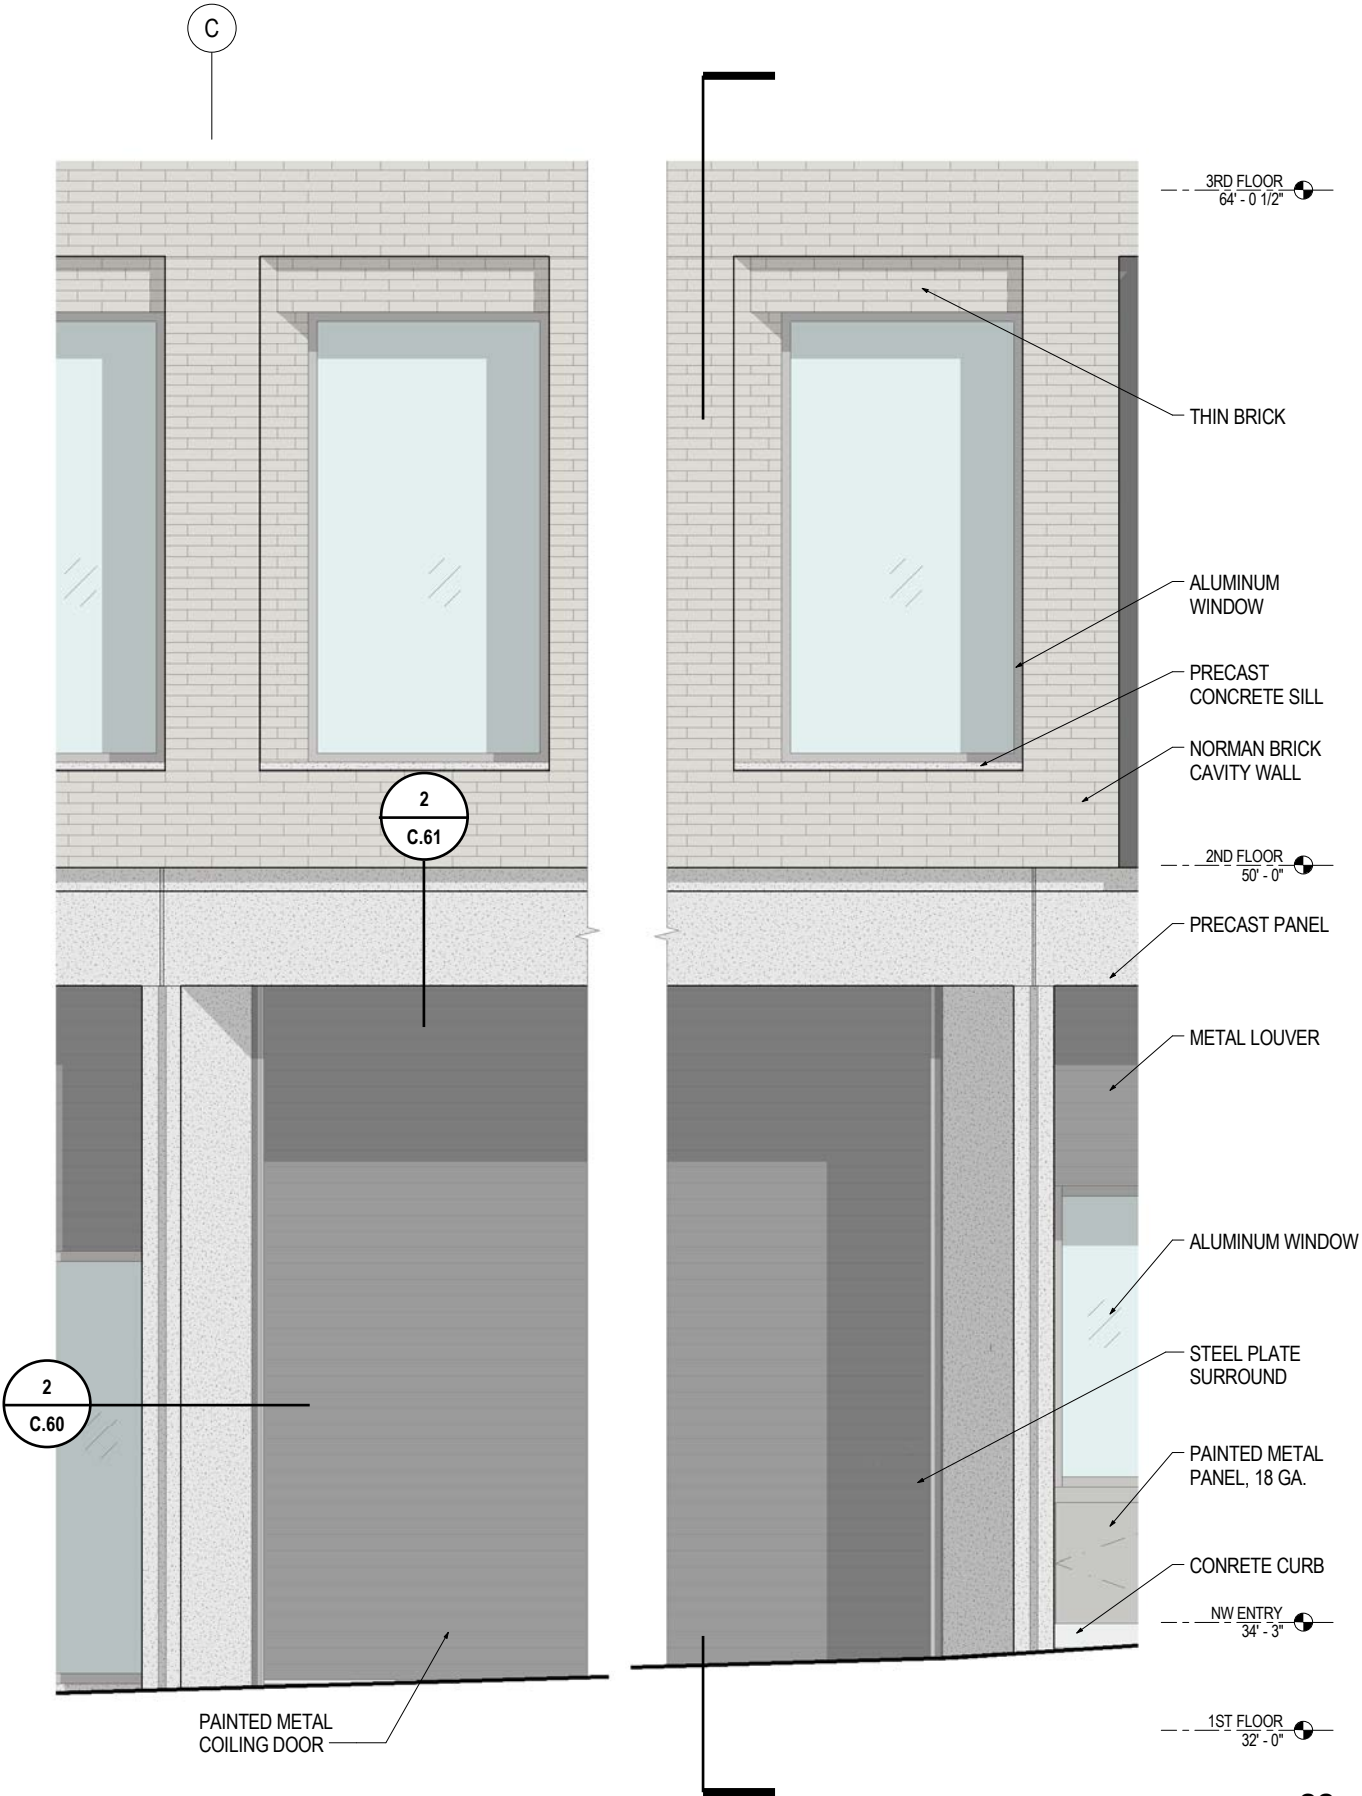 C
3RD FLOOR
64' - 0 1/2"
THIN BRICK
ALUMINUM
WINDOW
PRECAST
CONCRETE SILL
NORMAN BRICK
CAVITY WALL
2
C.61
2ND FLOOR
50' - 0"
PRECAST PANEL
METAL LOUVER
ALUMINUM WINDOW
STEEL PLATE
SURROUND
2
C.60
PAINTED METAL
PANEL, 18 GA.
CONRETE CURB
NW ENTRY
34' - 3"
PAINTED METAL
COILING DOOR
1ST FLOOR
32' - 0"